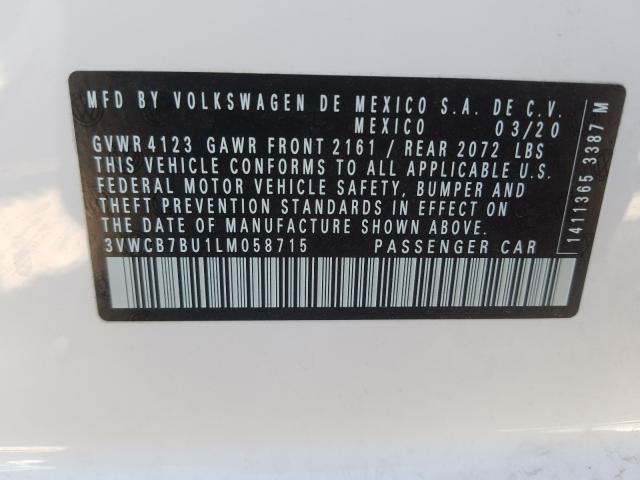 MFD BY VOLKSWAGEN DE MEXICO S.A. DE C.V.
MEXICO 03/20
GVWR 4123 GAWR FRONT 2161 / REAR 2072 LBS
THIS VEHICLE CONFORMS TO ALL APPLICABLE U.S.
FEDERAL MOTOR VEHICLE SAFETY, BUMPER AND
THEFT PREVENTION STANDARDS IN EFFECT ON
THE DATE OF MANUFACTURE SHOWN ABOVE.
3VWCB7BU1LM058715 PASSENGER CAR
1411365 3387 M